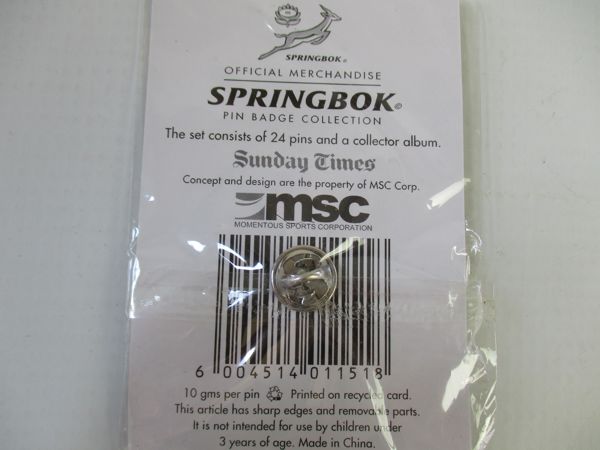 SPRINGBOK ©
OFFICIAL MERCHANDISE
SPRINGBOK ©
PIN BADGE COLLECTION
The set consists of 24 pins and a collector album.
Sunday Times
Concept and design are the property of MSC Corp.
msc
MOMENTOUS SPORTS CORPORATION
6 004514 011518
10 gms per pin Printed on recycled card.
This article has sharp edges and removable parts.
It is not intended for use by children under
3 years of age. Made in China.